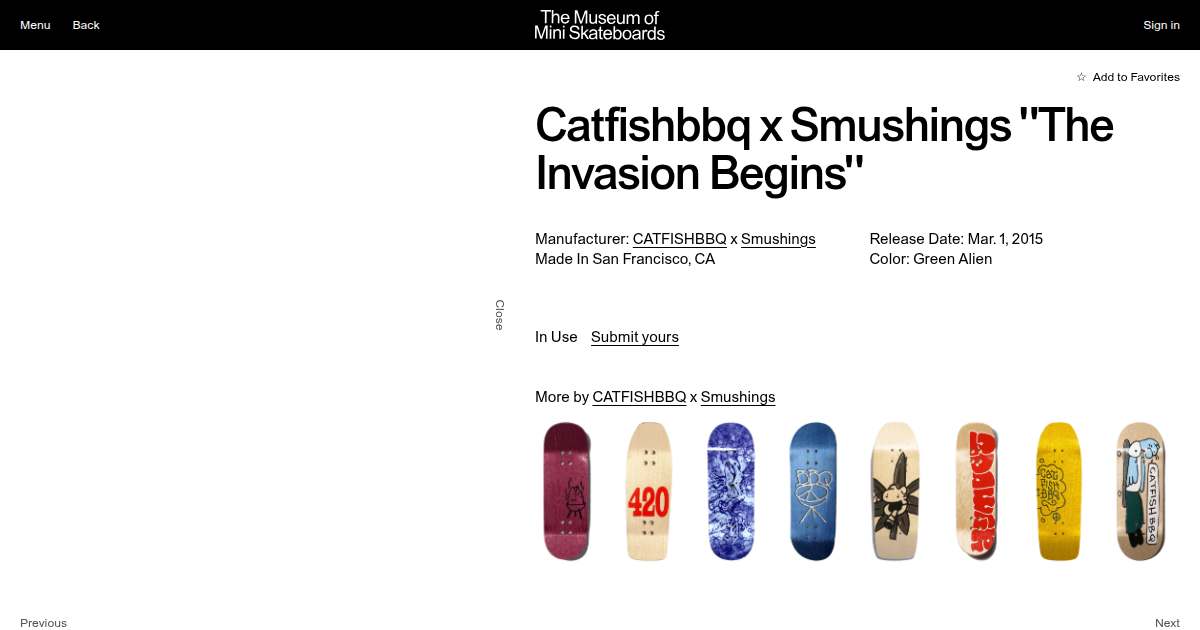 Menu
Back
The Museum of
Mini Skateboards
Sign in
☆ Add to Favorites
Catfishbbq x Smushings "The
Invasion Begins"
Manufacturer: CATFISHBBQ x Smushings
Made In San Francisco, CA
Release Date: Mar. 1, 2015
Color: Green Alien
Close
In Use Submit yours
More by CATFISHBBQ x Smushings
420
BBQ
CATFISH BBQ
Previous
Next